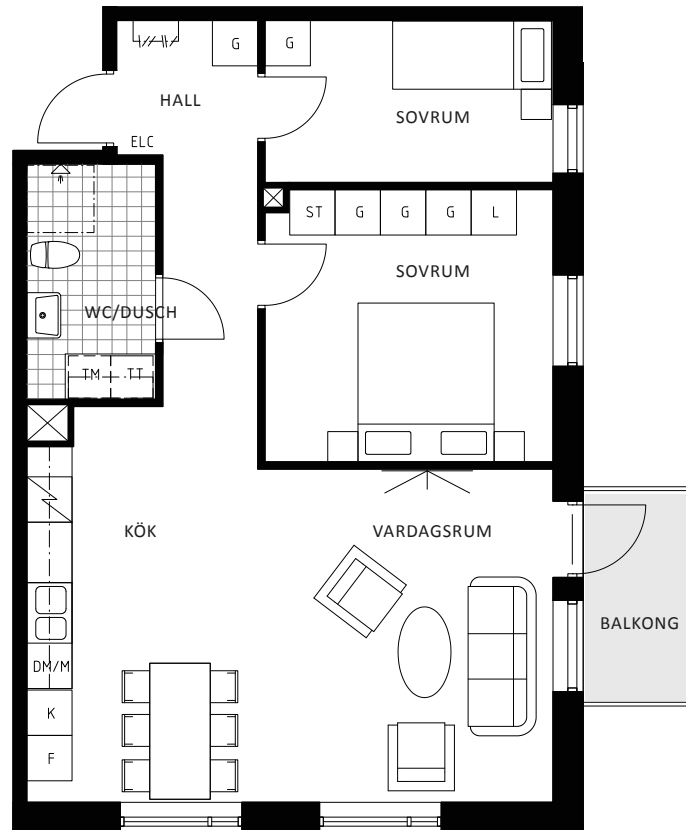 G
G
HALL
SOVRUM
ELC
ST
G
G
G
L
SOVRUM
WC/DUSCH
TM
TT
KÖK
VARDAGSRUM
BALKONG
DM/M
K
F